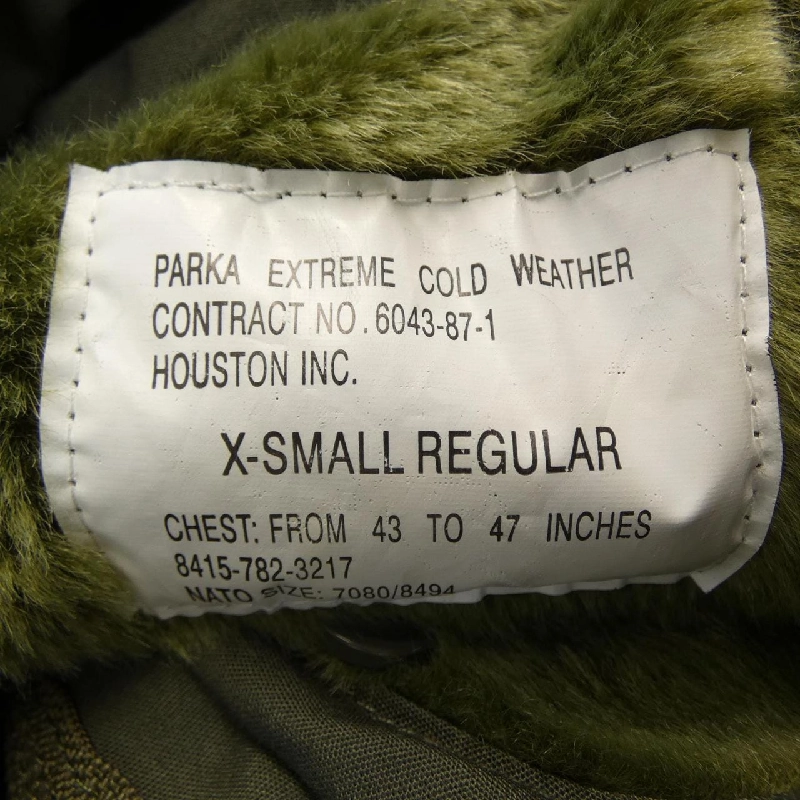 PARKA EXTREME COLD WEATHER
CONTRACT NO. 6043-87-1
HOUSTON INC.
X-SMALL REGULAR
CHEST: FROM 43 TO 47 INCHES
8415-782-3217
NATO SIZE: 7080/8494